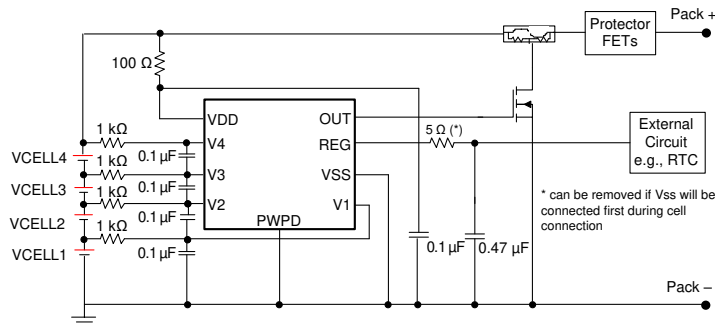 Pack +
Protector
FETs
100 Ω
1 kΩ
VDD
OUT
5 Ω (*)
External
Circuit
e.g., RTC
V4
REG
VCELL4
1 kΩ
0.1 µF
V3
VSS
VCELL3
1 kΩ
0.1 µF
V2
V1
* can be removed if Vss will be
connected first during cell
connection
VCELL2
1 kΩ
0.1 µF
PWPD
VCELL1
0.1 µF
0.1 µF
0.47 µF
Pack –